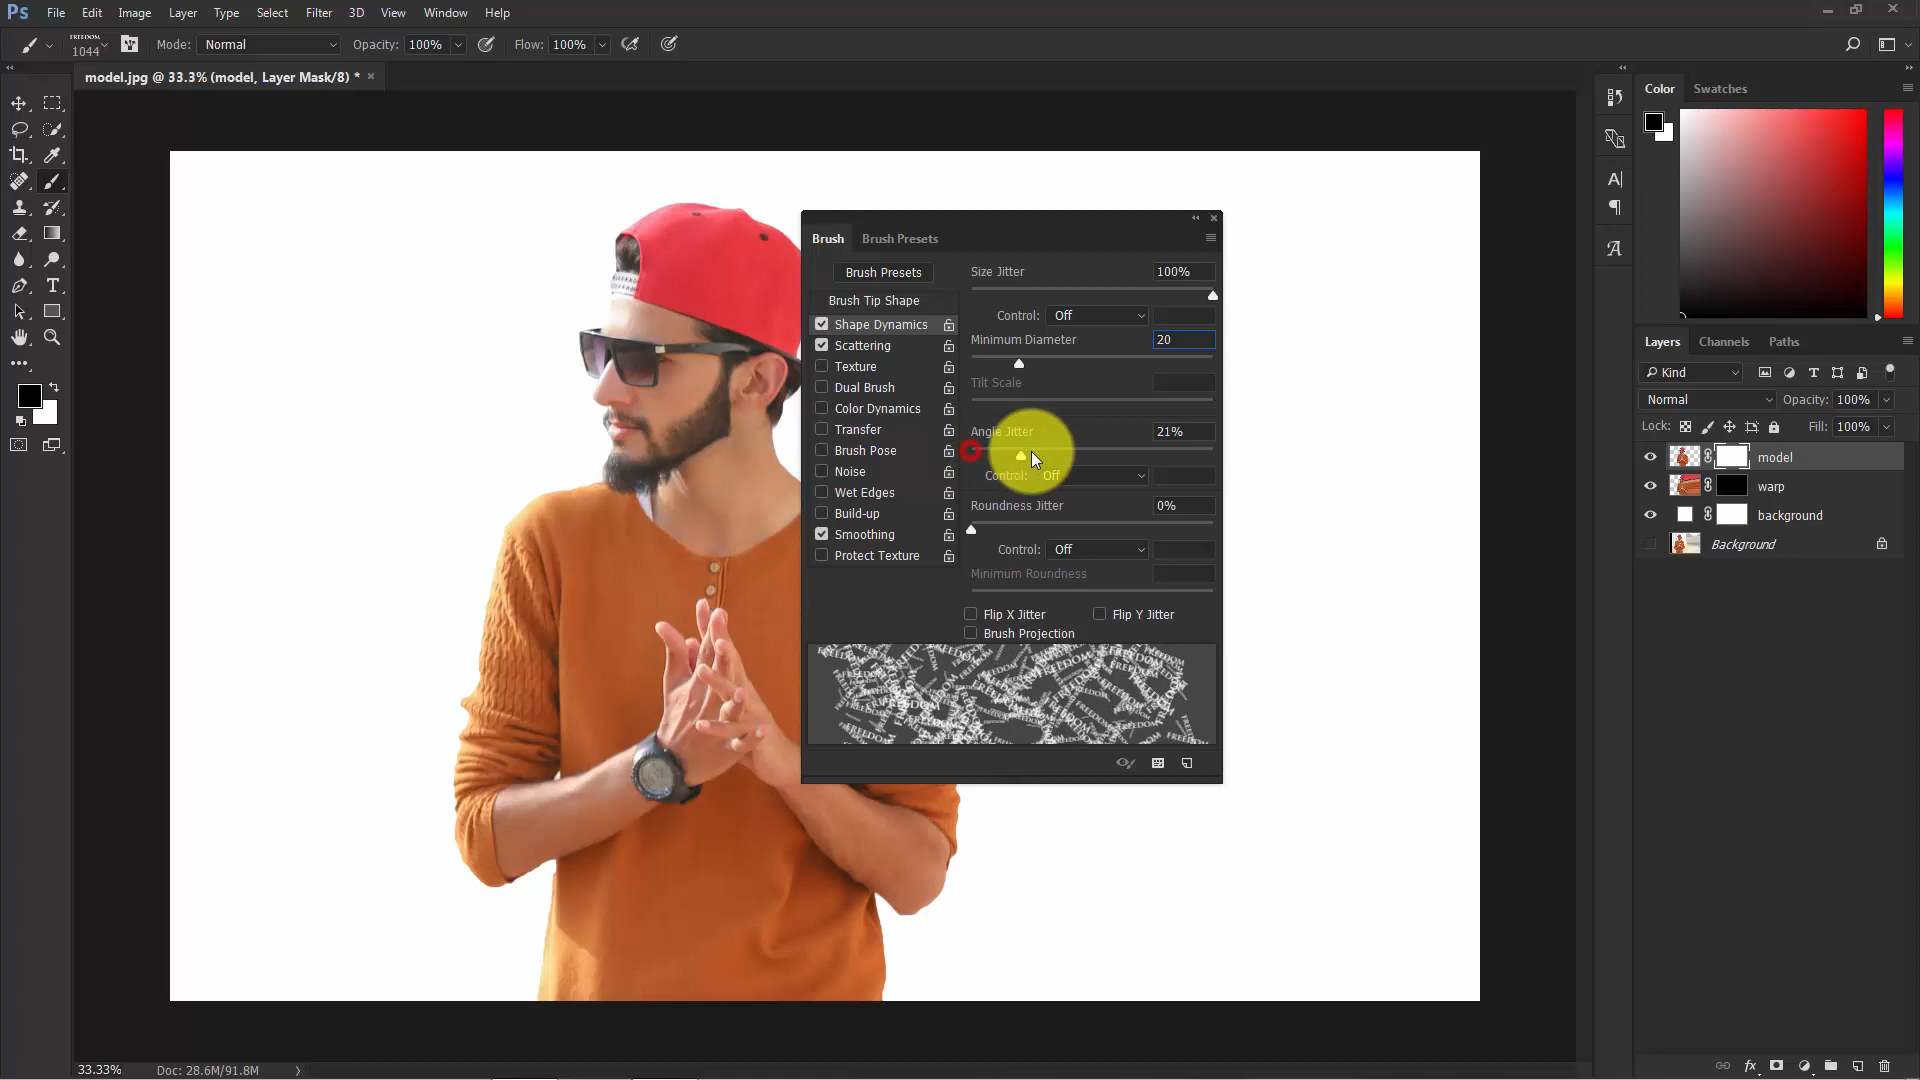 Ps File Edit Image Layer Type Select Filter 3D View Window Help
FREEDOM
1044 Mode: Normal Opacity: 100% Flow: 100%
model.jpg @ 33.3% (model, Layer Mask/8) * ×
Color Swatches
Brush Brush Presets
Brush Presets
Brush Tip Shape
Shape Dynamics
Scattering
Texture
Dual Brush
Color Dynamics
Transfer
Brush Pose
Noise
Wet Edges
Build-up
Smoothing
Protect Texture
Size Jitter 100%
Control: Off
Minimum Diameter 20
Tilt Scale
Angle Jitter 21%
Control: Off
Roundness Jitter 0%
Control: Off
Minimum Roundness
Flip X Jitter Flip Y Jitter
Brush Projection
FREEDOM
Layers Channels Paths
Kind
Normal Opacity: 100%
Lock: Fill: 100%
model
warp
background
Background
33.33% Doc: 28.6M/91.8M